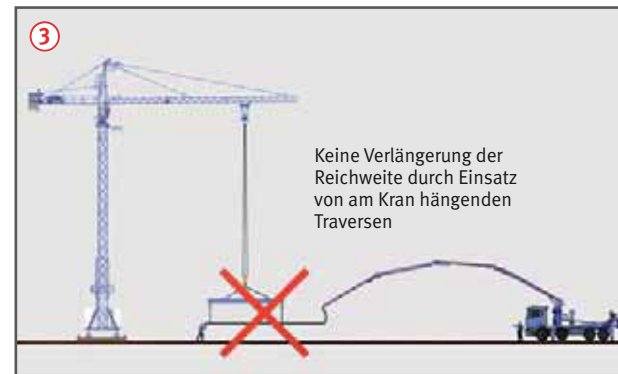 3
Keine Verlängerung der
Reichweite durch Einsatz
von am Kran hängenden
Traversen